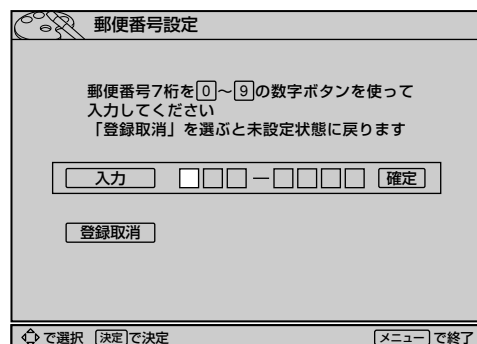 郵便番号設定
郵便番号7桁を0～9の数字ボタンを使って
入力してください
「登録取消」を選ぶと未設定状態に戻ります
入力 － 確定
登録取消
で選択 決定で決定 メニューで終了